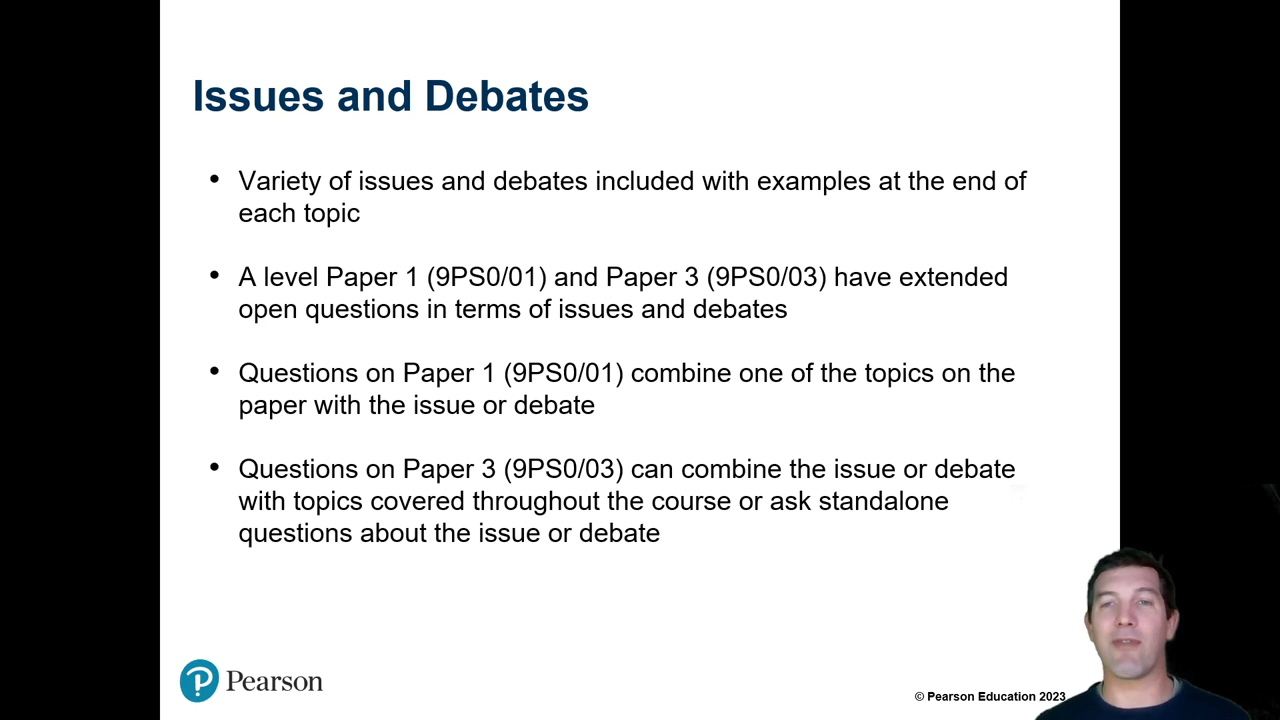 Issues and Debates
• Variety of issues and debates included with examples at the end of
each topic
• A level Paper 1 (9PS0/01) and Paper 3 (9PS0/03) have extended
open questions in terms of issues and debates
• Questions on Paper 1 (9PS0/01) combine one of the topics on the
paper with the issue or debate
• Questions on Paper 3 (9PS0/03) can combine the issue or debate
with topics covered throughout the course or ask standalone
questions about the issue or debate
Pearson
© Pearson Education 2023